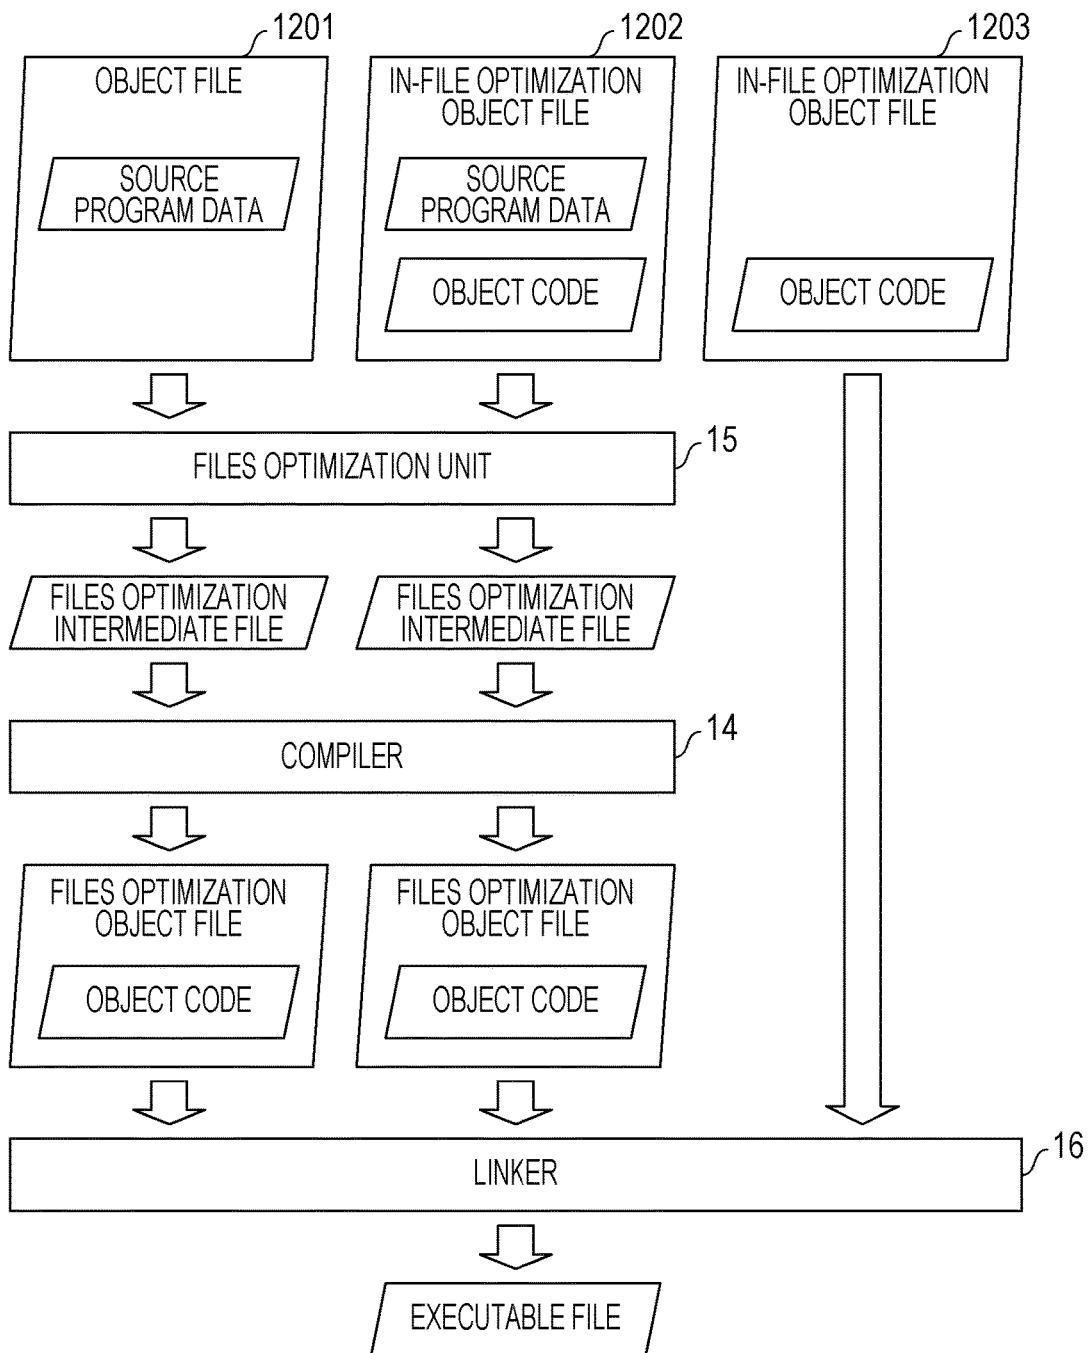 1201
1202
1203
OBJECT FILE
IN-FILE OPTIMIZATION
OBJECT FILE
IN-FILE OPTIMIZATION
OBJECT FILE
SOURCE
PROGRAM DATA
SOURCE
PROGRAM DATA
OBJECT CODE
OBJECT CODE
15
FILES OPTIMIZATION UNIT
FILES OPTIMIZATION
INTERMEDIATE FILE
FILES OPTIMIZATION
INTERMEDIATE FILE
14
COMPILER
FILES OPTIMIZATION
OBJECT FILE
FILES OPTIMIZATION
OBJECT FILE
OBJECT CODE
OBJECT CODE
16
LINKER
EXECUTABLE FILE